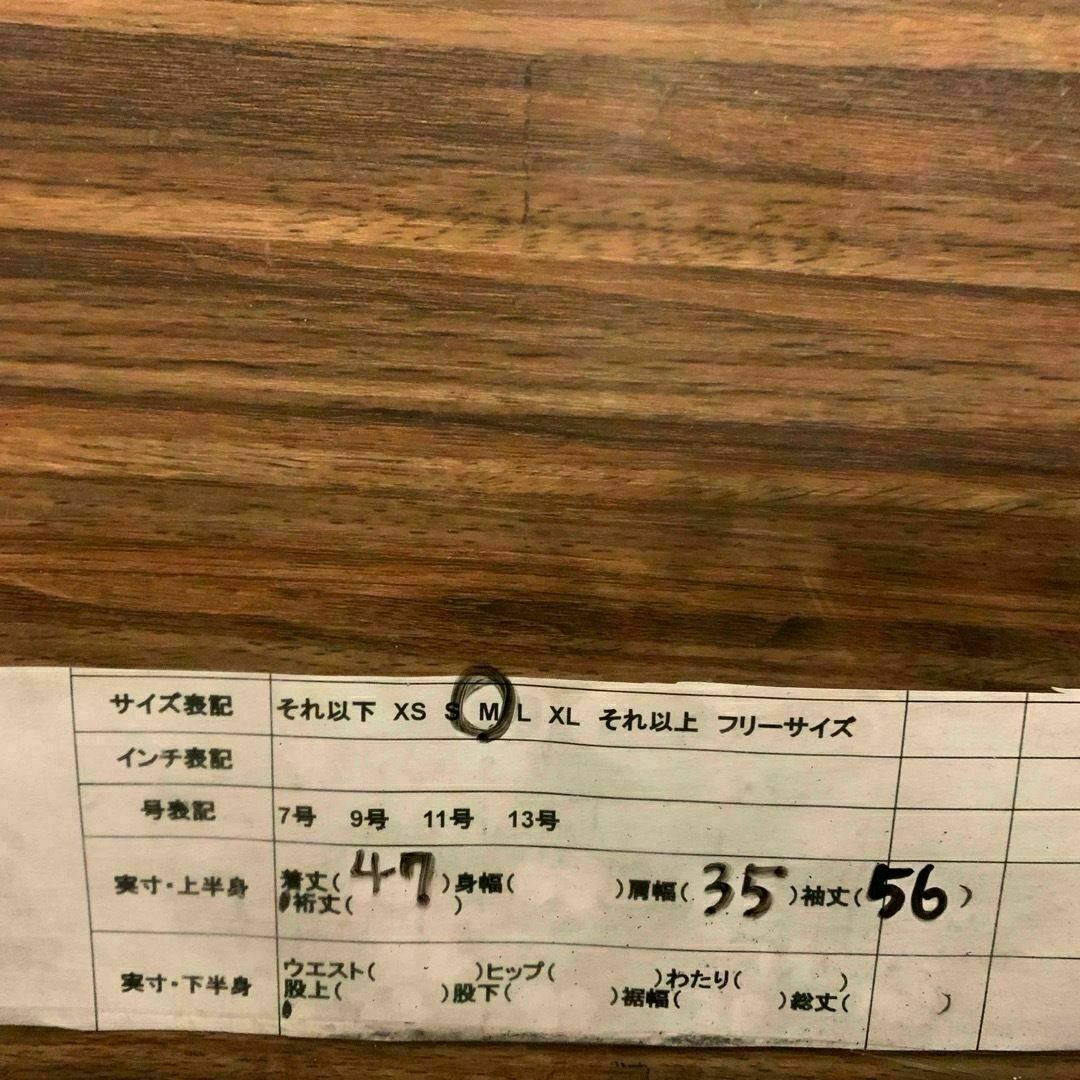 サイズ表記 それ以下 XS S M L XL それ以上 フリーサイズ
インチ表記
号表記 7号 9号 11号 13号
実寸・上半身 着丈( 47 )身幅( )肩幅( 35 )袖丈( 56 )
裄丈( )
実寸・下半身 ウエスト( )ヒップ( )わたり( )
股上( )股下( )裾幅( )総丈( )